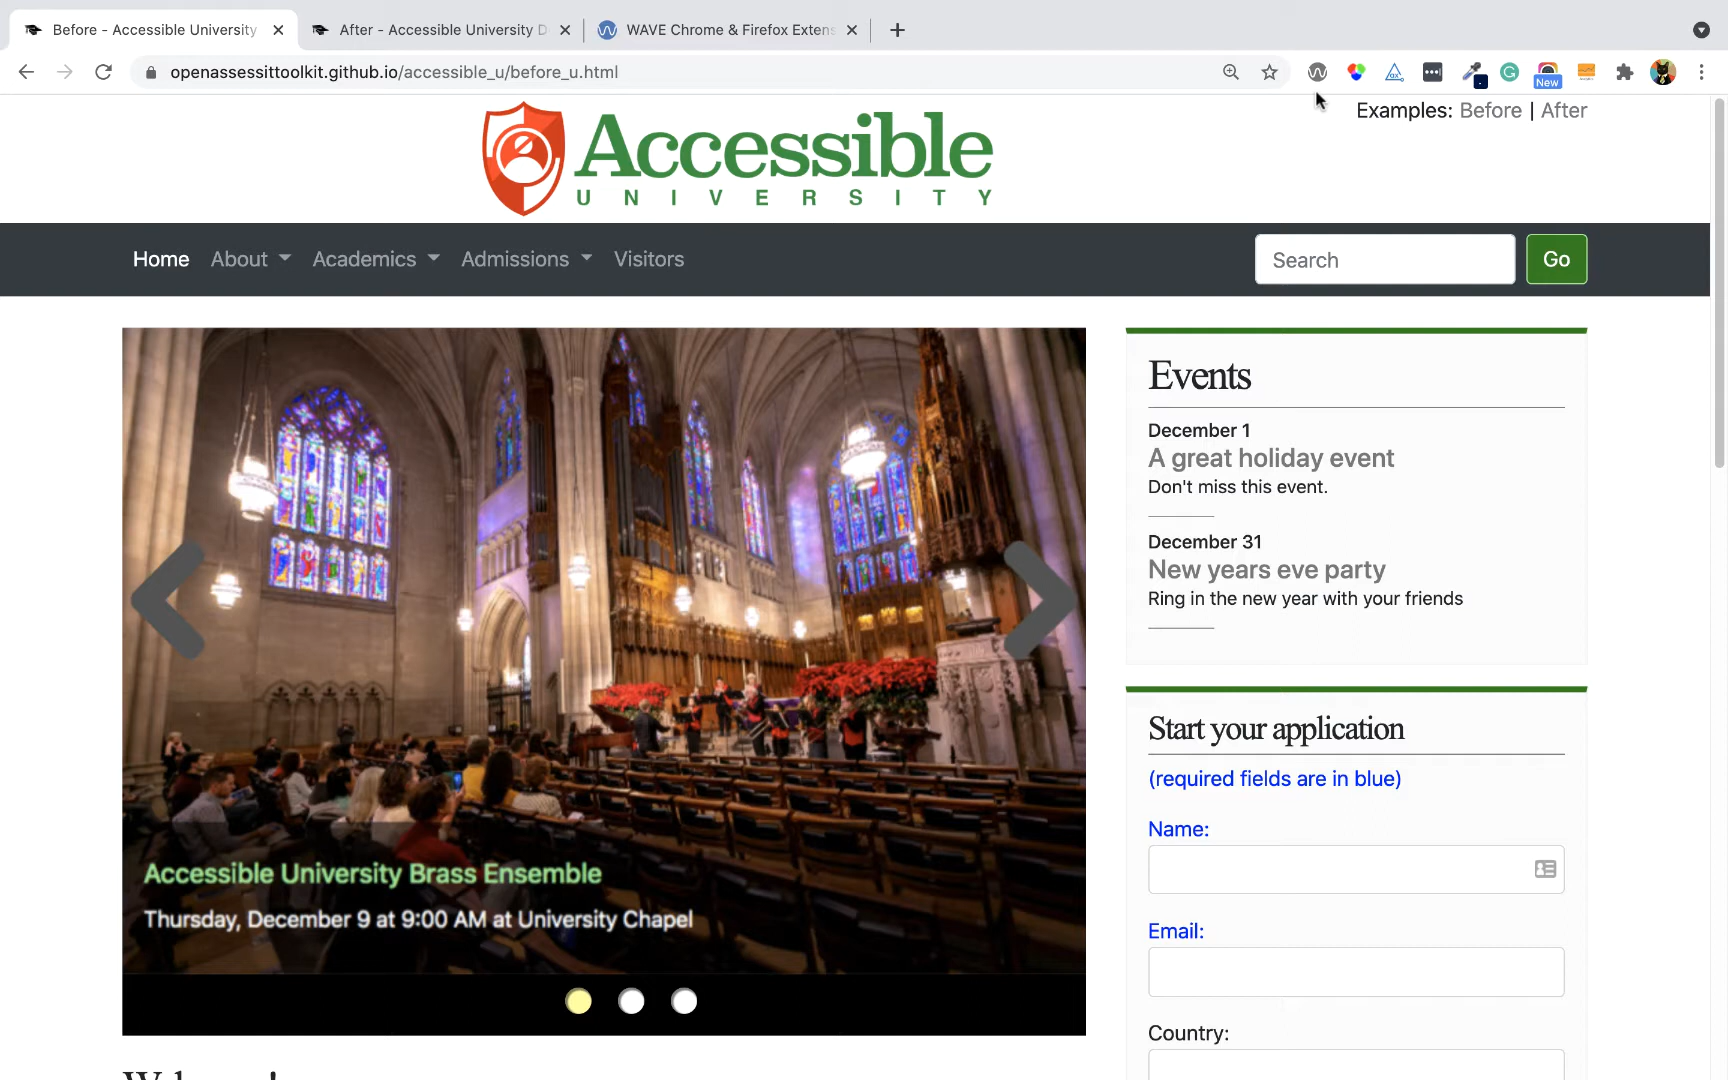 Before - Accessible University
After - Accessible University D
WAVE Chrome & Firefox Extens
openassessittoolkit.github.io/accessible_u/before_u.html
New
Examples: Before | After
Accessible
UNIVERSITY
Home About Academics Admissions Visitors
Search
Go
Accessible University Brass Ensemble
Thursday, December 9 at 9:00 AM at University Chapel
Events
December 1
A great holiday event
Don't miss this event.
December 31
New years eve party
Ring in the new year with your friends
Start your application
(required fields are in blue)
Name:
Email:
Country: